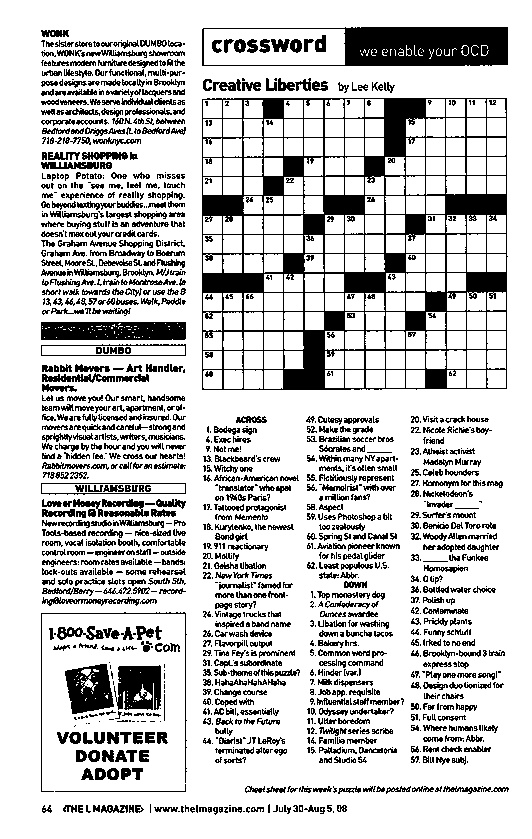 WONK
The sister store to our original DUMBO loca-
tion, WONK's new Williamsburg showroom
features modern furniture designed to fit the
urban lifestyle. Our functional, multi-pur-
pose designs are made locally in Brooklyn
and are available in a variety of lacquers and
wood veneers. We serve individual clients as
well as architects, design professionals, and
corporate accounts. 160 N. 4th St, between
Bedford and Driggs Aves (L to Bedford Ave)
718-218-7750, wonknyc.com
REALITY SHOPPING in
WILLIAMSBURG
Laptop Potato: One who misses
out on the "see me, feel me, touch
me" experience of reality shopping.
Go beyond texting your buddies...meet them
in Williamsburg's largest shopping area
where buying stuff is an adventure that
doesn't max out your credit cards.
The Graham Avenue Shopping District,
Graham Ave. from Broadway to Boerum
Street, Moore St., Debevoise St. and Flushing
Avenue in Williamsburg, Brooklyn. M/J train
to Flushing Ave. L train to Montrose Ave. (a
short walk towards the City) or use the B
13, 43, 46, 48, 57 or 60 buses. Walk, Peddle
or Park...we'll be waiting!
DUMBO
Rabbit Movers — Art Handler,
Residential/Commercial
Movers.
Let us move you! Our smart, handsome
team will move your art, apartment, or of-
fice. We are fully licensed and insured. Our
movers are quick and careful—strong and
sprightly visual artists, writers, musicians.
We charge by the hour and you will never
find a "hidden fee." We cross our hearts!
Rabbitmovers.com, or call for an estimate:
718 852 2352.
WILLIAMSBURG
Love or Money Recording — Quality
Recording @ Reasonable Rates
New recording studio in Williamsburg — Pro
Tools-based recording — nice-sized live
room, vocal isolation booth, comfortable
control room — engineer on staff — outside
engineers: room rates available — bands:
lock-outs available — some rehearsal
and solo practice slots open South 5th,
Bedford/Berry — 646.472.5902 — record-
ing@loveormoneyrecording.com
1-800-Save-A-Pet
.com
Adopt a friend. Save a life.
VOLUNTEER
DONATE
ADOPT
crossword
we enable your OCD
Creative Liberties by Lee Kelly
ACROSS
1. Bodega sign
4. Exec hires
9. Not me!
13. Blackbeard's crew
15. Witchy one
16. African-American novel
"translator" who apei
on 1940s Paris?
17. Tattooed protagonist
from Memento
18. Kurylenko, the newest
Bond girl
19. 911 reactionary
20. Mollify
21. Geisha libation
22. New York Times
"journalist" famed for
more than one front-
page story?
24. Vintage trucks that
inspired a band name
26. Car wash device
27. Flavorpill output
29. Tina Fey's is prominent
31. Capt.'s subordinate
35. Sub-theme of this puzzle?
38. HahaAhaHahAHaha
39. Change course
40. Coped with
41. AC bill, essentially
43. Back to the Future
bully
44. "Diarist" JT LeRoy's
terminated alter ego
of sorts?
49. Cutesy approvals
52. Make the grade
53. Brazilian soccer bros
Sócrates and
54. Within many NY apart-
ments, it's often small
55. Fictitiously represent
56. "Memoirist" with over
a million fans?
58. Aspect
59. Uses Photoshop a bit
too zealously
60. Spring St and Canal St
61. Aviation pioneer known
for his pedal glider
62. Least populous U.S.
state: Abbr.
DOWN
1. Top monastery dog
2. A Confederacy of
Dunces awardee
3. Libation for washing
down a buncha tacos
4. Bakery hrs.
5. Common word pro-
cessing command
6. Hinder (var.)
7. Milk dispensers
8. Job app. requisite
9. Influential staff member?
10. Odyssey undertaker?
11. Utter boredom
12. Twilight series scribe
14. Familia member
15. Palladium, Danceteria
and Studio 54
20. Visit a crack house
22. Nicole Richie's boy-
friend
23. Atheist activist
Madalyn Murray
25. Caleb hounders
27. Homonym for this mag
28. Nickelodeon's
"Invader ____"
29. Surfer's mount
30. Benicio Del Toro role
32. Woody Allen married
her adopted daughter
33. ____ tha Funkee
Homosapien
34. O tip?
36. Bottled water choice
37. Polish up
42. Contaminate
43. Prickly plants
44. Funny schtuff
45. Irked to no end
46. Brooklyn-bound 3 train
express stop
47. "Play one more song!"
48. Design duo lionized for
their chairs
50. Far from happy
51. Full consent
54. Where humans likely
come from: Abbr.
56. Rent check enabler
57. Bill Nye subj.
Cheat sheet for this week's puzzle will be posted online at thelmagazine.com
64 <THE L MAGAZINE> | www.thelmagazine.com | July 30-Aug 5, 08